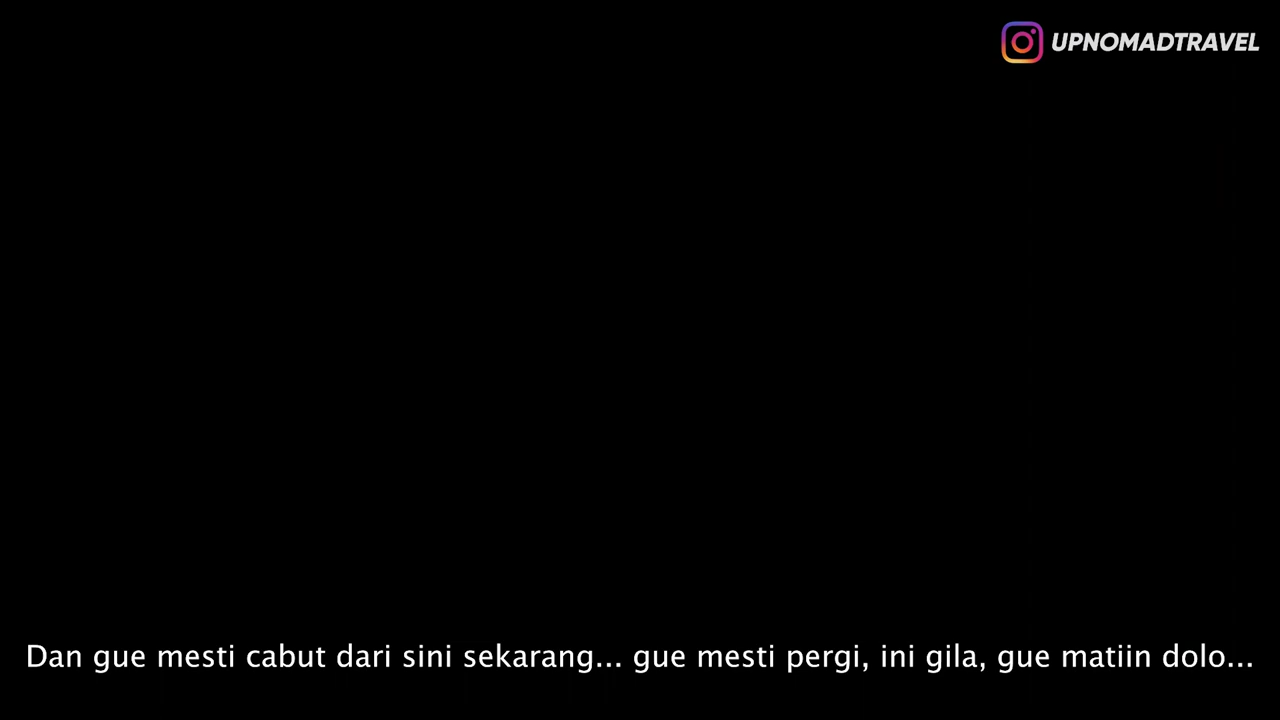 UPNOMADTRAVEL
Dan gue mesti cabut dari sini sekarang... gue mesti pergi, ini gila, gue matiin dolo...